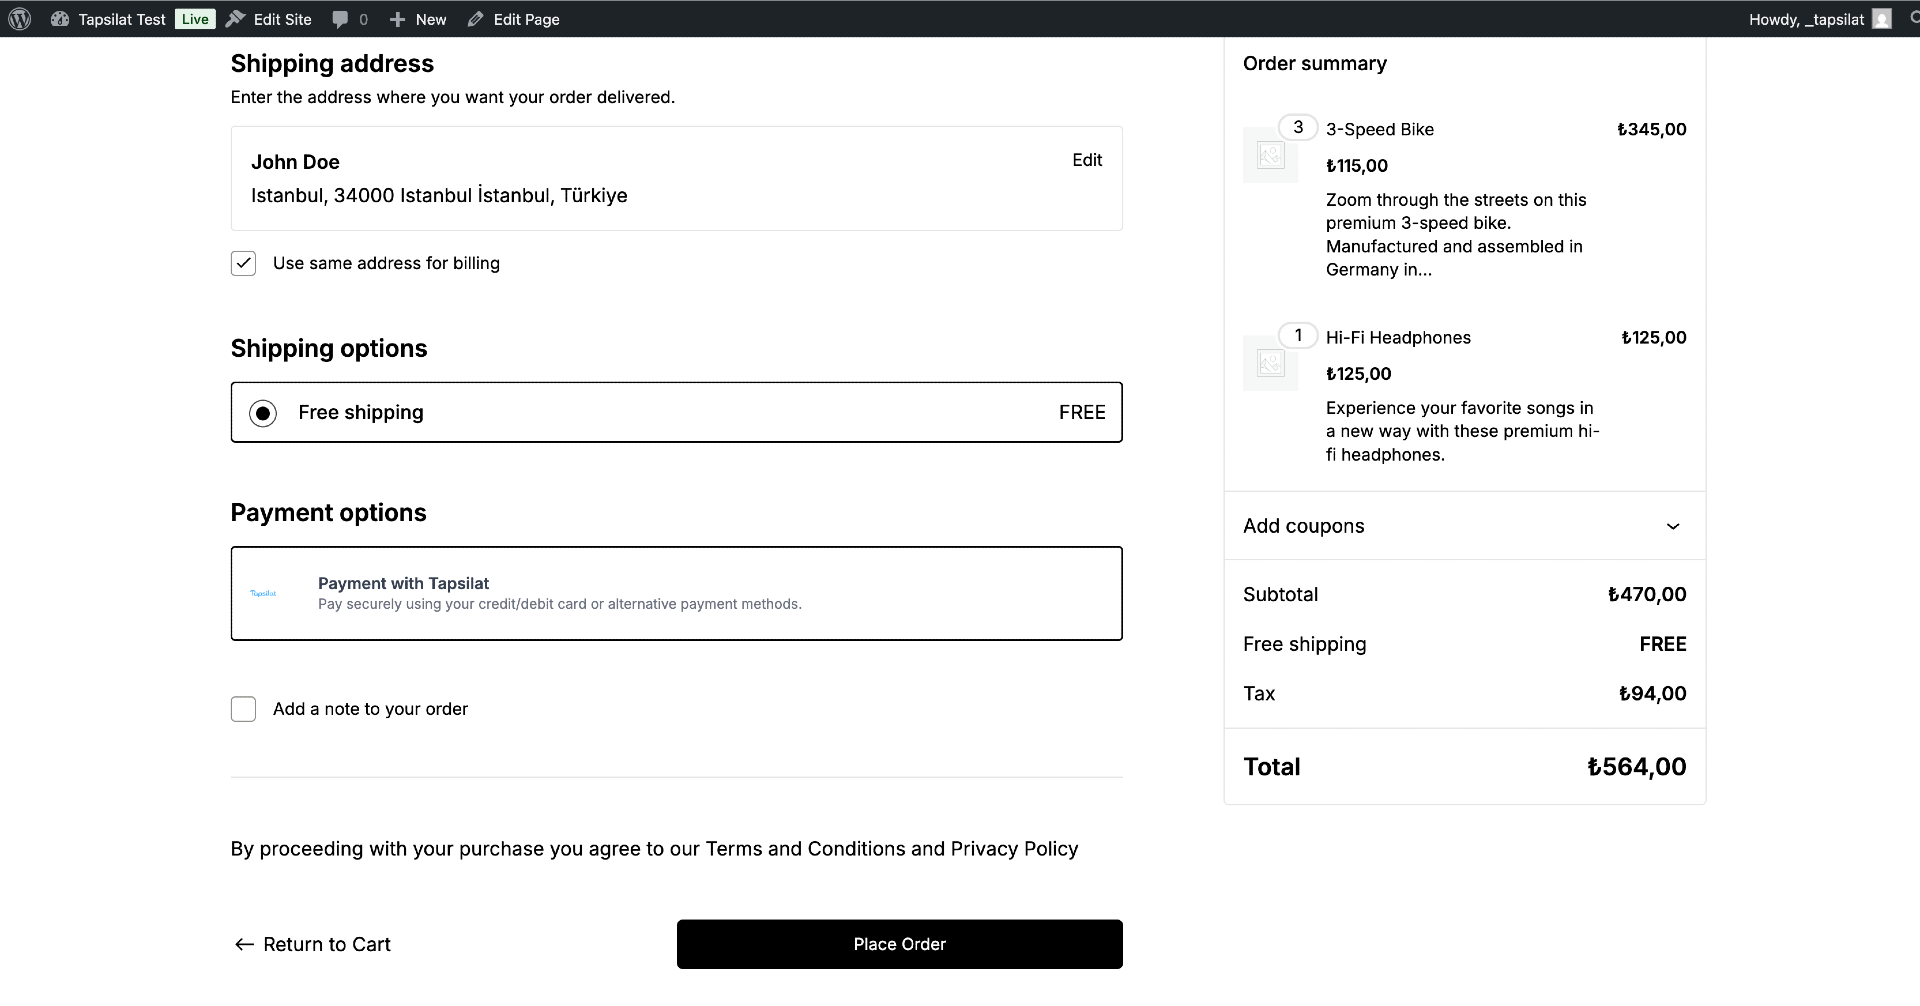 Tapsilat Test Live Edit Site 0 New Edit Page Howdy, _tapsilat
Shipping address
Enter the address where you want your order delivered.
John Doe
Edit
Istanbul, 34000 Istanbul İstanbul, Türkiye
Use same address for billing
Shipping options
Free shipping FREE
Payment options
Tapsilat
Payment with Tapsilat
Pay securely using your credit/debit card or alternative payment methods.
Add a note to your order
By proceeding with your purchase you agree to our Terms and Conditions and Privacy Policy
← Return to Cart
Place Order
Order summary
3
3-Speed Bike ₺345,00
₺115,00
Zoom through the streets on this
premium 3-speed bike.
Manufactured and assembled in
Germany in...
1
Hi-Fi Headphones ₺125,00
₺125,00
Experience your favorite songs in
a new way with these premium hi-
fi headphones.
Add coupons
Subtotal ₺470,00
Free shipping FREE
Tax ₺94,00
Total ₺564,00